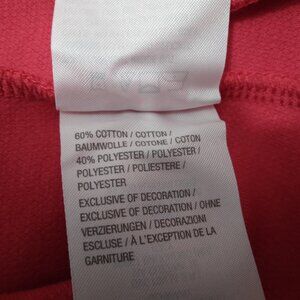 60% COTTON / COTTON /
BAUMWOLLE / COTONE / COTON
40% POLYESTER / POLYESTER /
POLYESTER / POLIESTERE /
POLYESTER
EXCLUSIVE OF DECORATION /
EXCLUSIVE OF DECORATION / OHNE
VERZIERUNGEN / DECORAZIONI
ESCLUSE / À L'EXCEPTION DE LA
GARNITURE